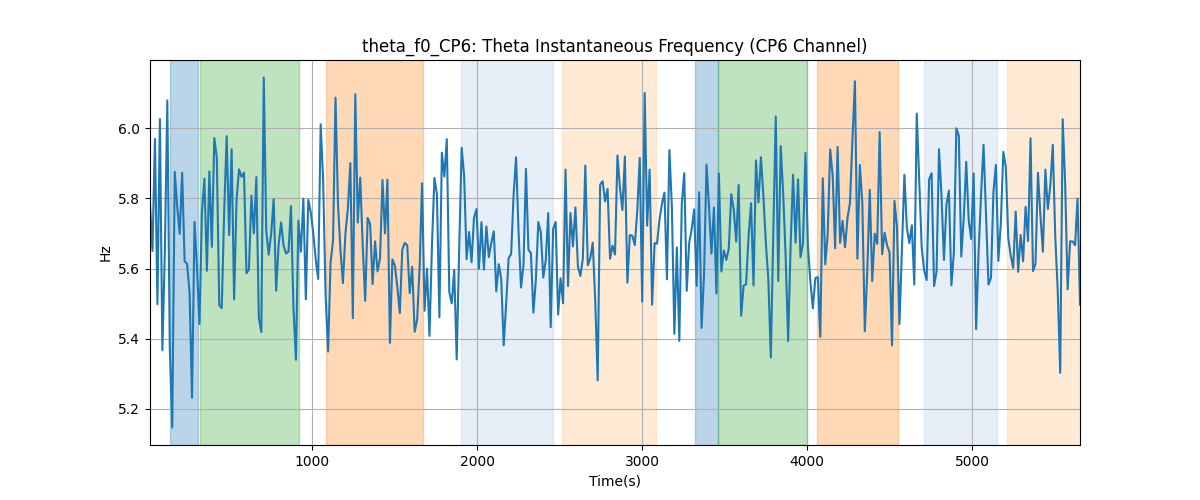 theta_f0_CP6: Theta Instantaneous Frequency (CP6 Channel)
Hz
6.0
5.8
5.6
5.4
5.2
1000 2000 3000 4000 5000
Time(s)